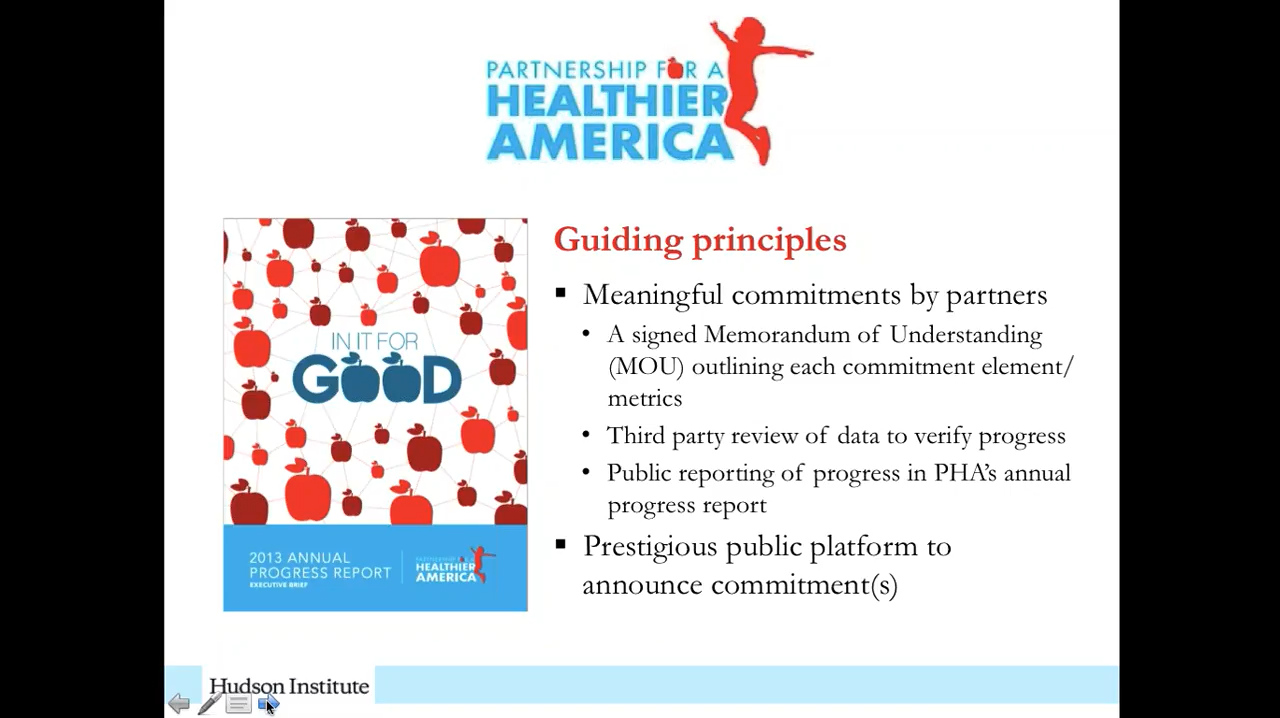 PARTNERSHIP FOR A
HEALTHIER
AMERICA
IN IT FOR
GOOD
2013 ANNUAL
PROGRESS REPORT
EXECUTIVE BRIEF
PARTNERSHIP FOR A
HEALTHIER
AMERICA
Guiding principles
▪ Meaningful commitments by partners
• A signed Memorandum of Understanding
(MOU) outlining each commitment element/
metrics
• Third party review of data to verify progress
• Public reporting of progress in PHA's annual
progress report
▪ Prestigious public platform to
announce commitment(s)
Hudson Institute